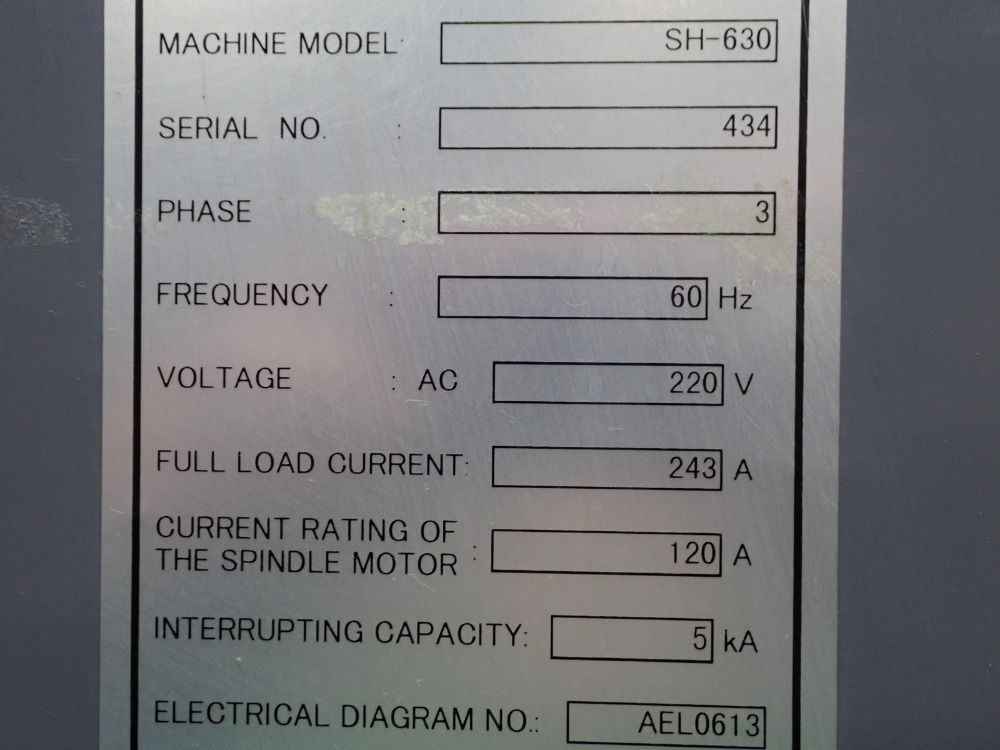 MACHINE MODEL: SH-630
SERIAL NO. : 434
PHASE : 3
FREQUENCY : 60 Hz
VOLTAGE : AC 220 V
FULL LOAD CURRENT: 243 A
CURRENT RATING OF
THE SPINDLE MOTOR : 120 A
INTERRUPTING CAPACITY: 5 kA
ELECTRICAL DIAGRAM NO.: AEL0613